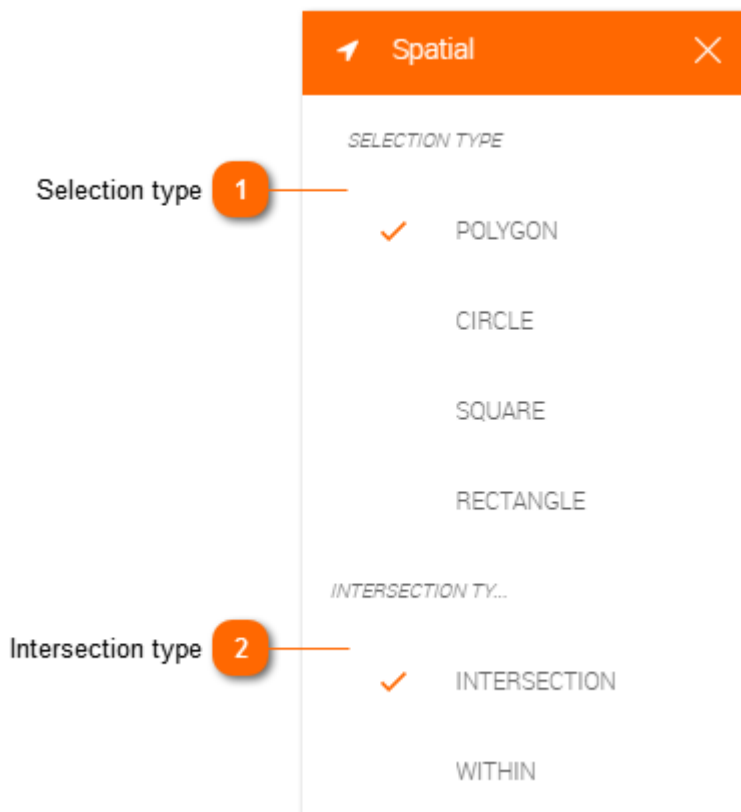 Spatial
SELECTION TYPE
Selection type 1
POLYGON
CIRCLE
SQUARE
RECTANGLE
INTERSECTION TY...
Intersection type 2
INTERSECTION
WITHIN